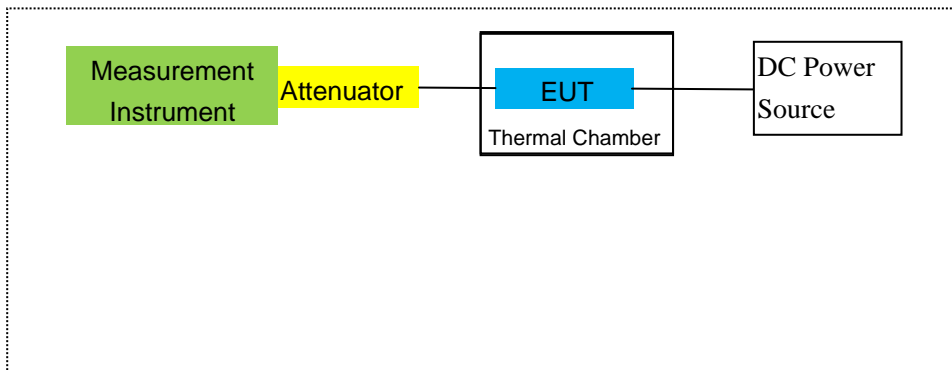 Measurement
Instrument
Attenuator
EUT
Thermal Chamber
DC Power
Source